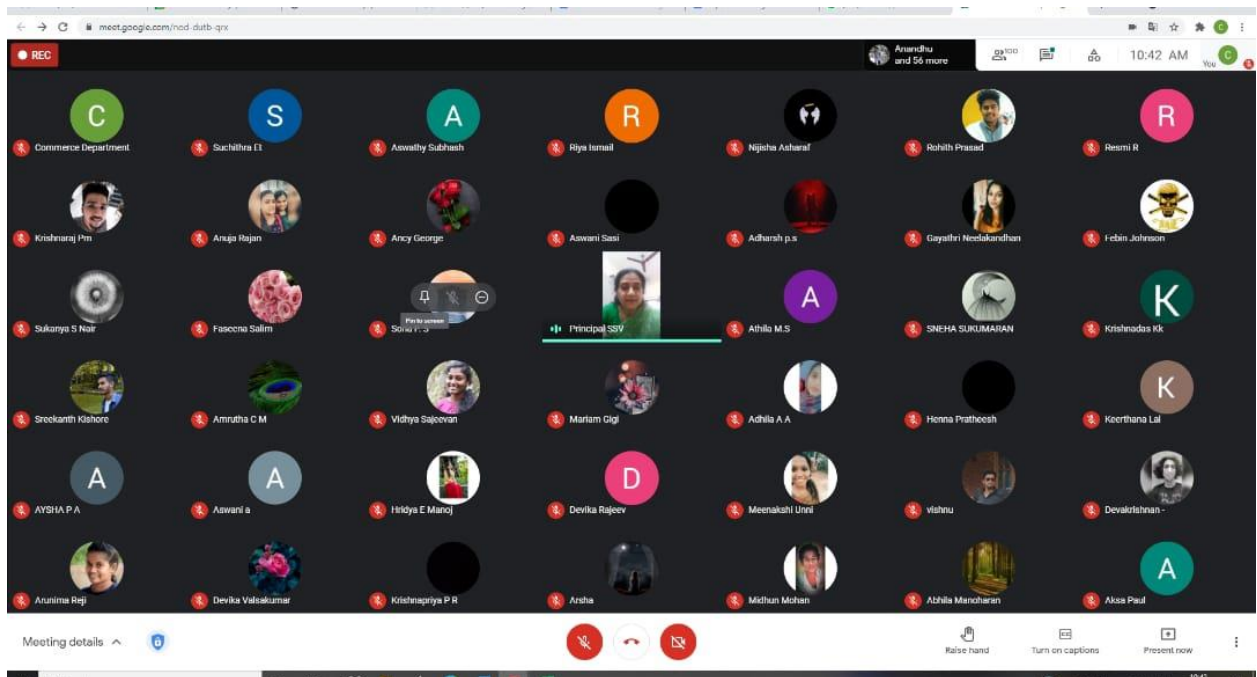 meet.google.com/nod-dutb-qrx
REC
Anandhu
and 56 more
100
10:42 AM
You
C
C S A R R
Commerce Department Suchithra Et Aswathy Subhash Riya Ismail Nijisha Asharaf Rohith Prasad Resmi R
Krishnaraj Pm Anuja Rajan Ancy George Aswani Sasi Adharsh p.s Gayathri Neelakandhan Febin Johnson
Pin to screen
A K
Sukanya S Nair Faseena Salim Principal SSV Athila M.S SNEHA SUKUMARAN Krishnadas Kk
K
Sreekanth Kishore Amrutha C M Vidhya Sajeevan Mariam Gigi Adhila A A Henna Pratheesh Keerthana Lal
A A D
AYSHA P A Aswani a Hridya E Manoj Devika Rajeev Meenakshi Unni vishnu Devakrishnan -
A
Arunima Reji Devika Valsakumar Krishnapriya P R Arsha Midhun Mohan Abhila Manoharan Aksa Paul
Meeting details
Raise hand Turn on captions Present now